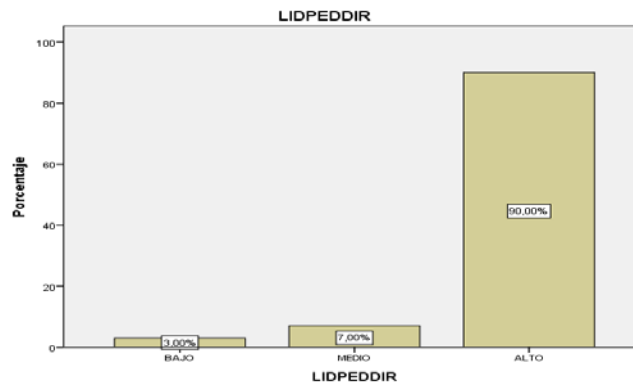 LIDPEDDIR
100
80
60
40
20
0
Porcentaje
90,00%
7,00%
3,00%
BAJO MEDIO ALTO
LIDPEDDIR